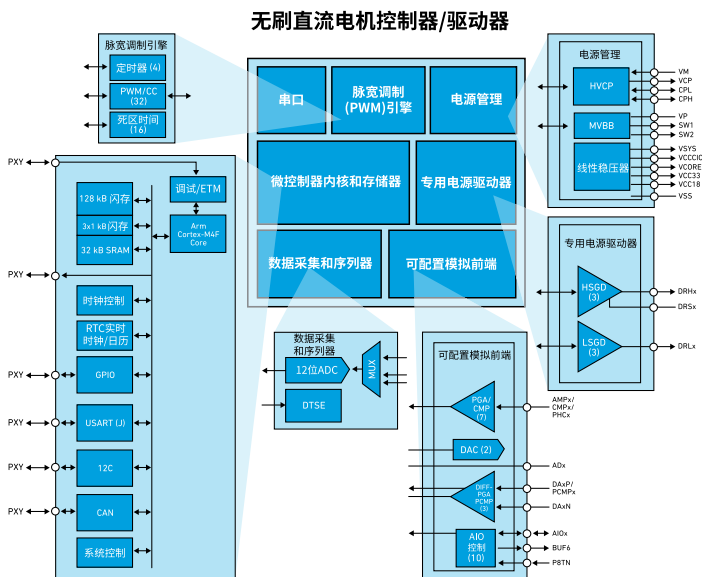 无刷直流电机控制器/驱动器
脉宽调制引擎
定时器 (4)
PWM/CC
(32)
死区时间
(16)
串口
脉宽调制
(PWM)引擎
电源管理
微控制器内核和存储器
专用电源驱动器
数据采集和序列器
可配置模拟前端
电源管理
HVCP
MVBB
线性稳压器
VM
VCP
CPL
CPH
VP
SW1
SW2
VSYS
VCCCIO
VCORE
VCC33
VCC18
VSS
PXY
调试/ETM
128 kB 闪存
3x1 kB 闪存
32 kB SRAM
Arm
Cortex-M4F
Core
PXY
时钟控制
RTC实时
时钟/日历
PXY
GPIO
PXY
USART (J)
PXY
12C
PXY
CAN
系统控制
专用电源驱动器
HSGD
(3)
LSGD
(3)
DRHx
DRSx
DRLx
数据采集
和序列器
12位ADC
MUX
DTSE
可配置模拟前端
PGA/
CMP
(7)
DAC (2)
DIFF-
PGA
PCMP
(3)
AIO
控制
(10)
AMPx/
CMPx/
PHCx
ADx
DAxP/
PCMPx
DAxN
AIOx
BUF6
P8TN